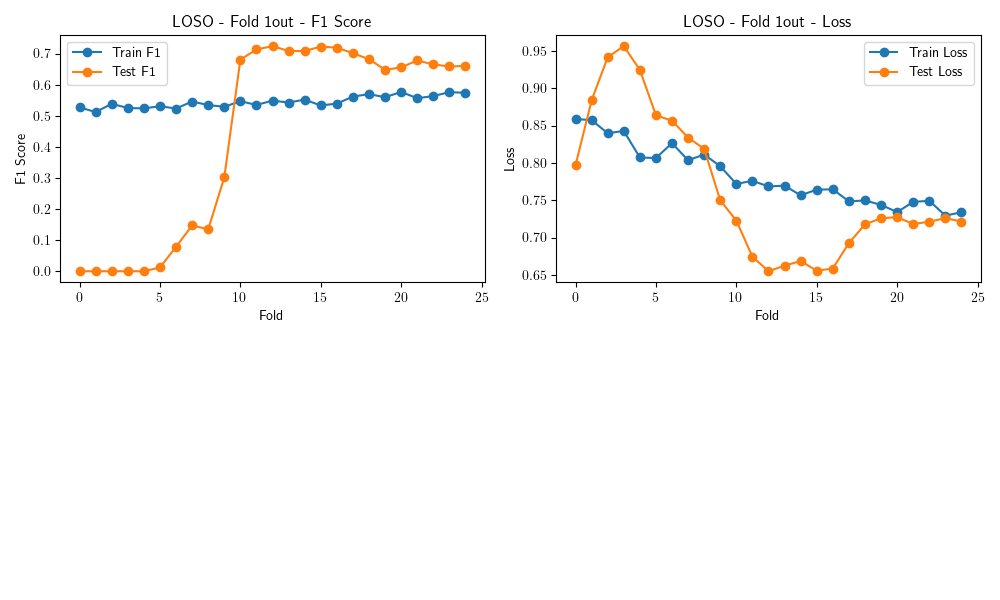 LOSO - Fold 1out - F1 Score
Train F1
Test F1
F1 Score
0.7
0.6
0.5
0.4
0.3
0.2
0.1
0.0
0 5 10 15 20 25
Fold
LOSO - Fold 1out - Loss
Train Loss
Test Loss
Loss
0.95
0.90
0.85
0.80
0.75
0.70
0.65
0 5 10 15 20 25
Fold